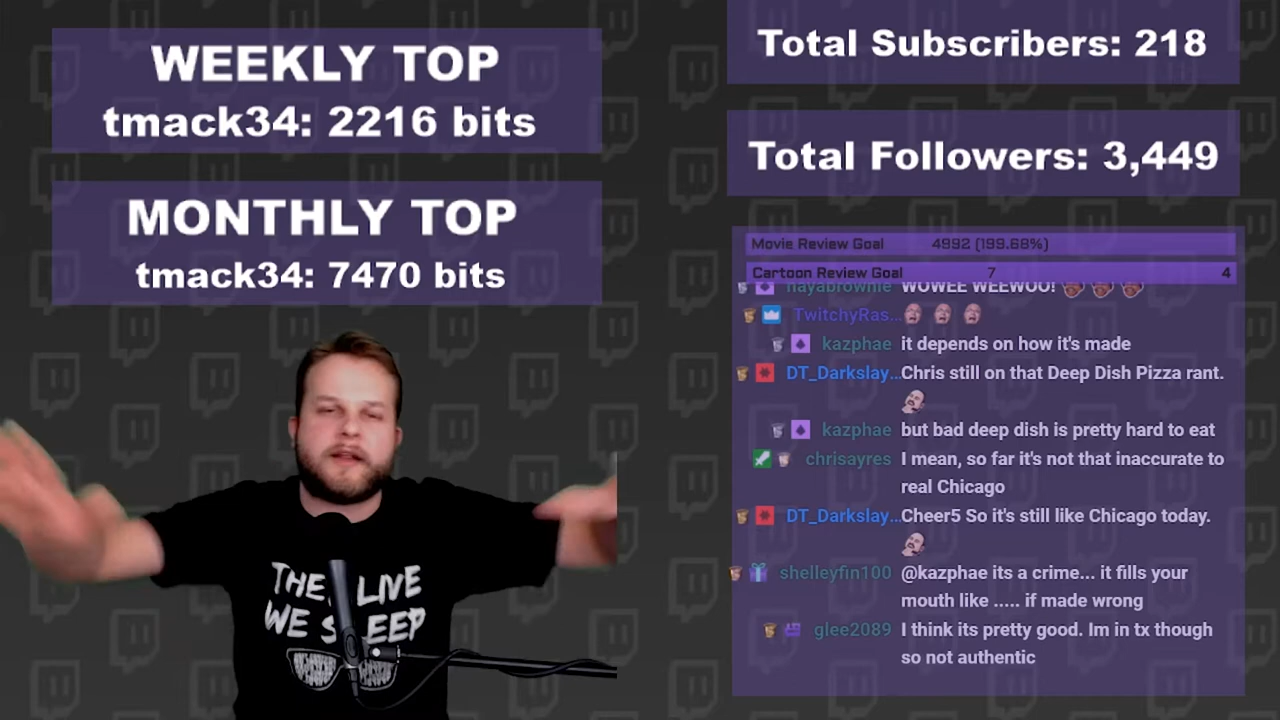 WEEKLY TOP
tmack34: 2216 bits
MONTHLY TOP
tmack34: 7470 bits
THEY LIVE
WE SLEEP
Total Subscribers: 218
Total Followers: 3,449
Movie Review Goal 4992 (199.68%)
Cartoon Review Goal 7 4
nayabrownie WOWEE WEEWOO!
TwitchyRas...
kazphae it depends on how it's made
DT_Darkslay... Chris still on that Deep Dish Pizza rant.
kazphae but bad deep dish is pretty hard to eat
chrisayres I mean, so far it's not that inaccurate to
real Chicago
DT_Darkslay... Cheer5 So it's still like Chicago today.
shelleyfin100 @kazphae its a crime... it fills your
mouth like ..... if made wrong
glee2089 I think its pretty good. Im in tx though
so not authentic